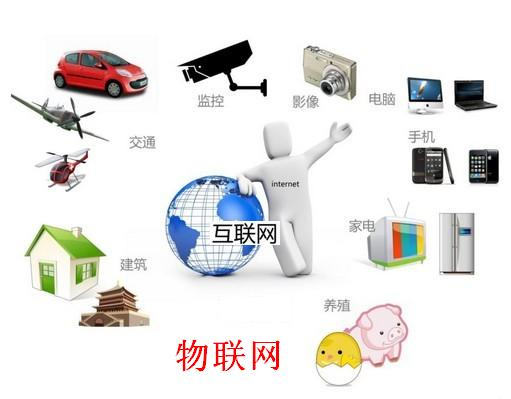 监控
影像
电脑
交通
手机
internet
互联网
家电
建筑
养殖
物联网